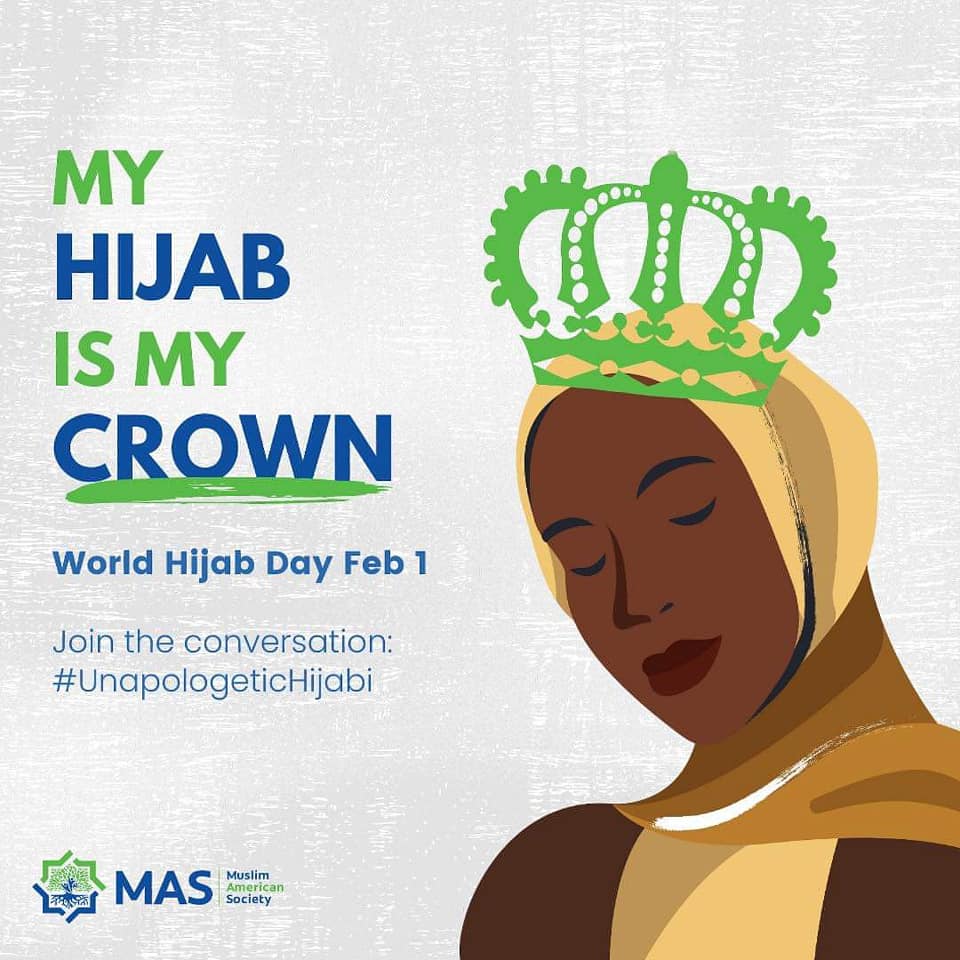 MY
HIJAB
IS MY
CROWN
World Hijab Day Feb 1
Join the conversation:
#UnapologeticHijabi
MAS
Muslim
American
Society